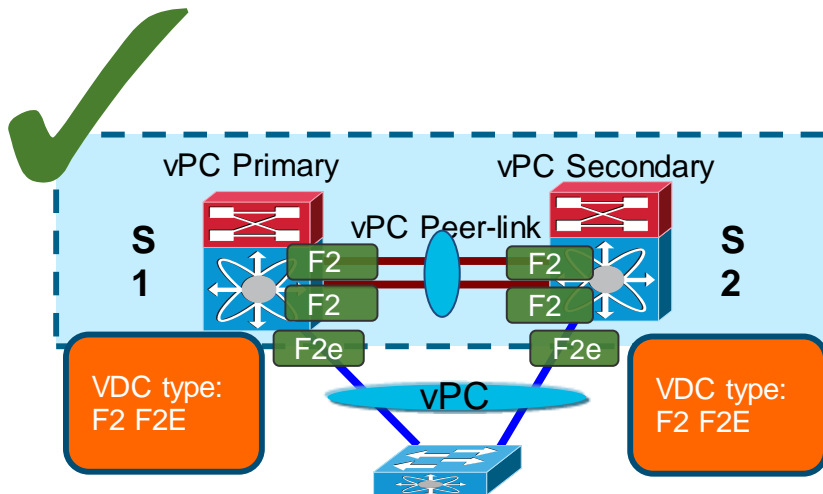 vPC Primary
vPC Secondary
vPC Peer-link
S
1
S
2
F2
F2
F2
F2
F2e
F2e
VDC type:
F2 F2E
vPC
VDC type:
F2 F2E